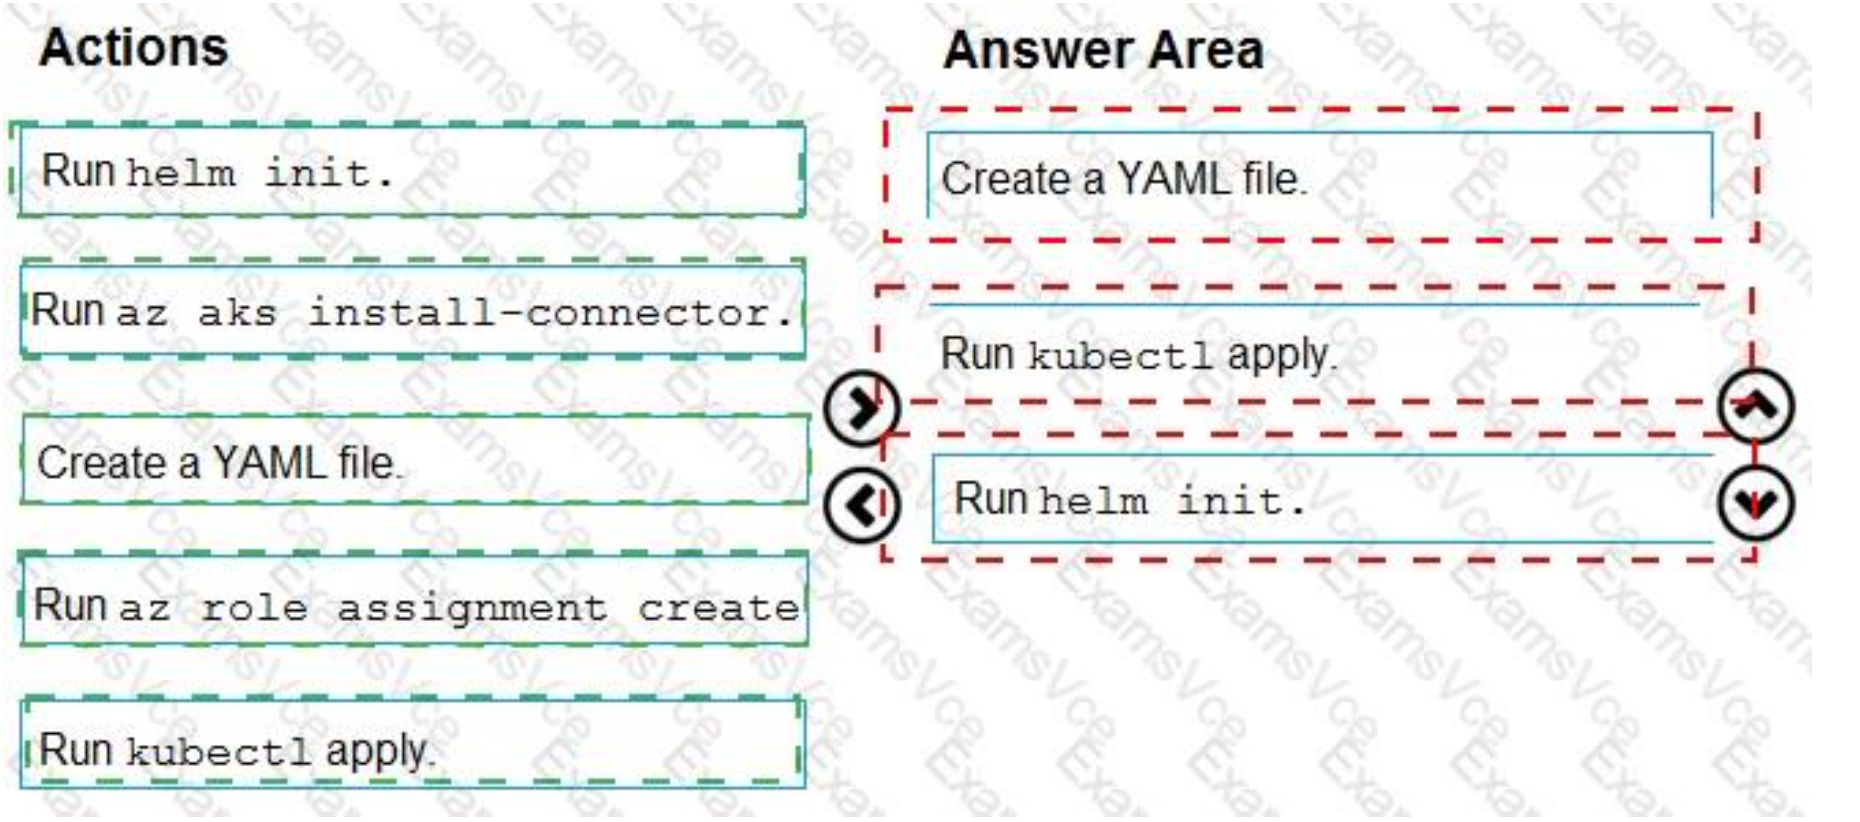 Actions
Run helm init.
Run az aks install-connector.
Create a YAML file.
Run az role assignment create
Run kubectl apply.
Answer Area
Create a YAML file.
Run kubectl apply.
Run helm init.
ExamsVce